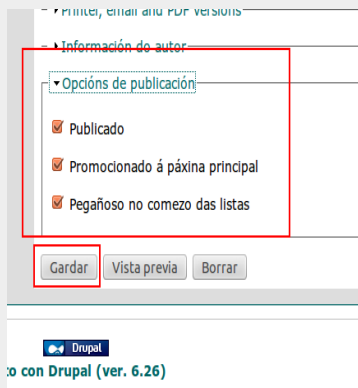 Printer, email and PDF versions
Información do autor
Opcións de publicación
Publicado
Promocionado á páxina principal
Pegañoso no comezo das listas
Gardar Vista previa Borrar
Drupal
con Drupal (ver. 6.26)